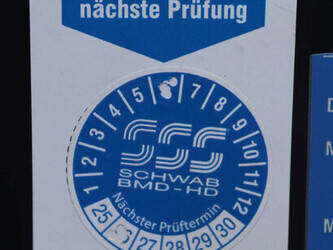 nächste Prüfung
1 2 3 4 5 7 8 9 10 11 12
SSS
SCHWAB
BMD-HD
Nächster Prüftermin
25 27 28 29 30